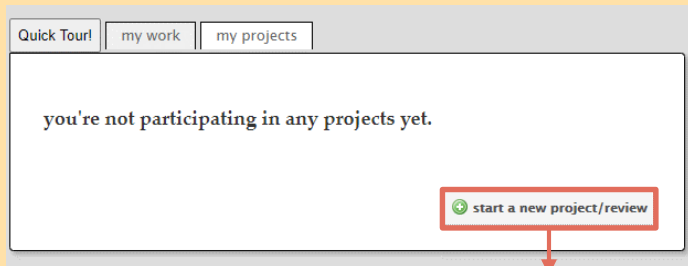 Quick Tour! my work my projects
you're not participating in any projects yet.
start a new project/review